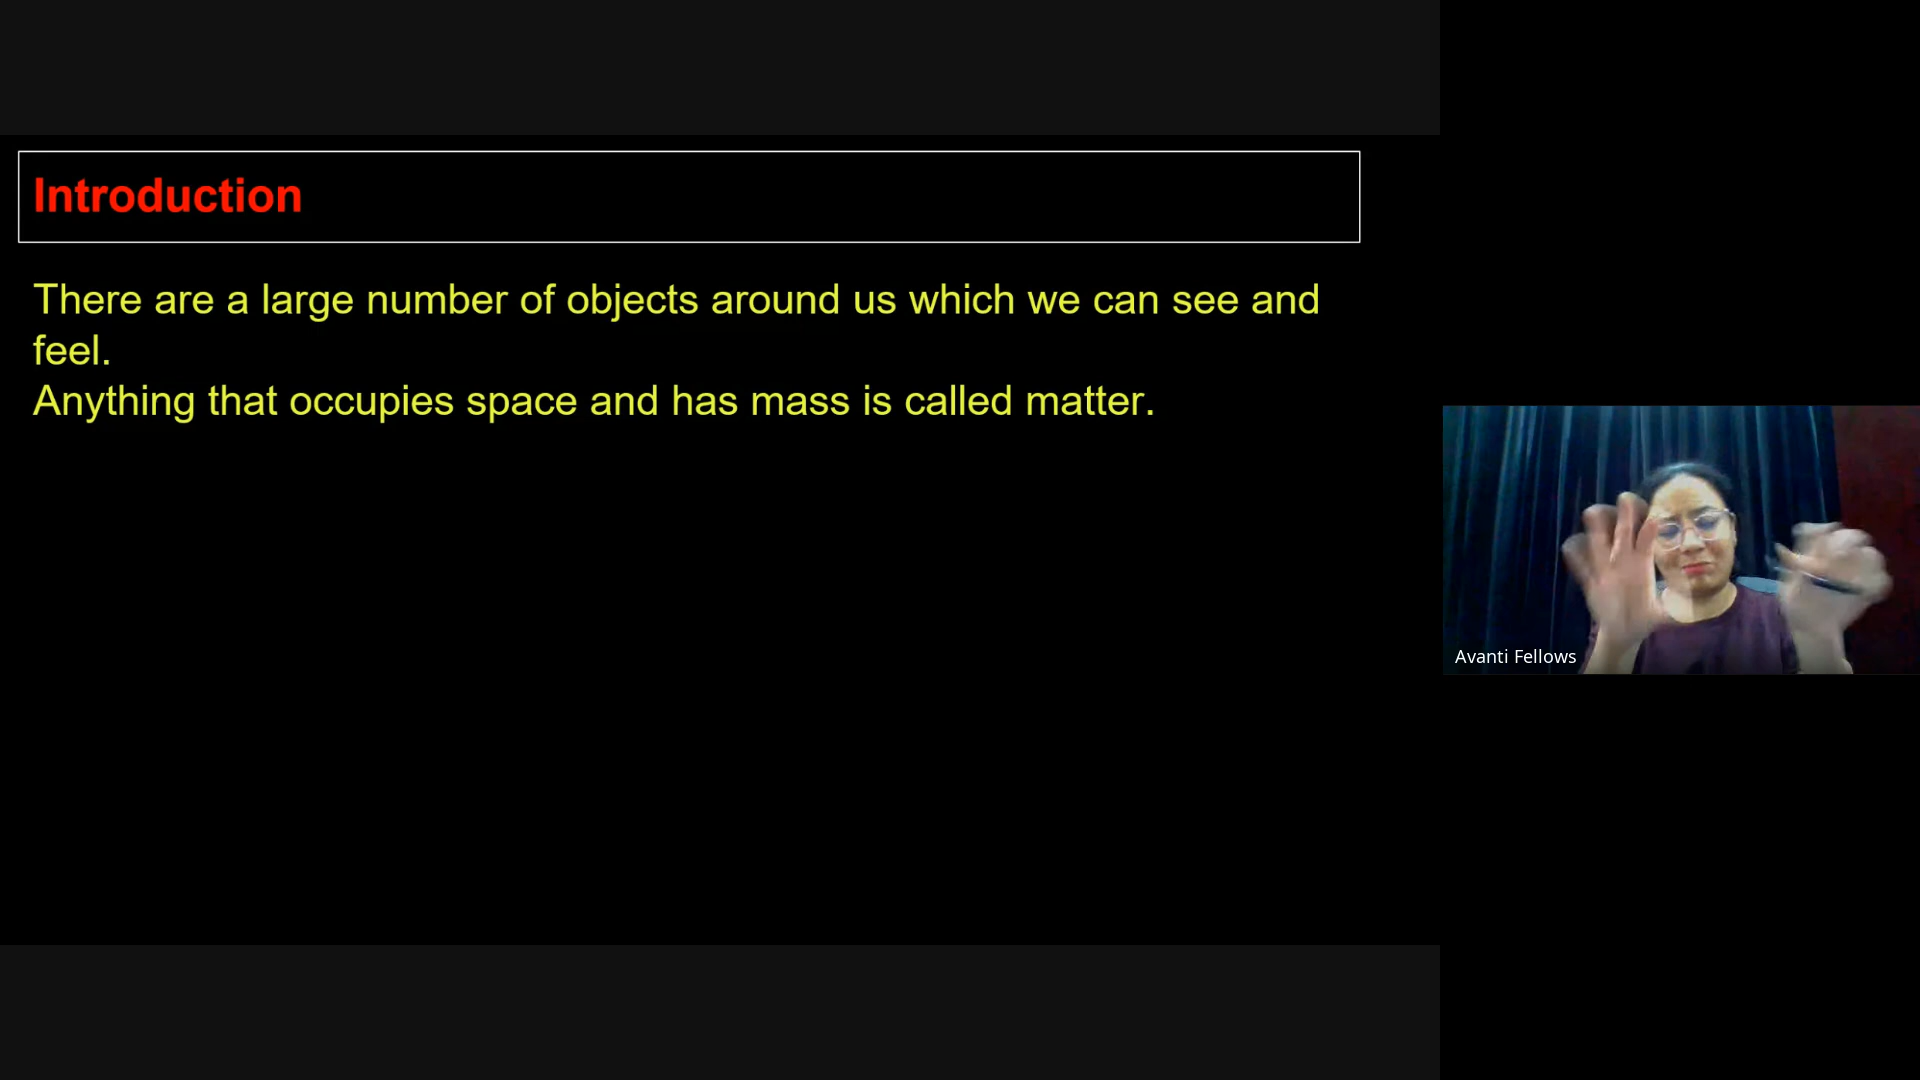 Introduction
There are a large number of objects around us which we can see and
feel.
Anything that occupies space and has mass is called matter.
Avanti Fellows